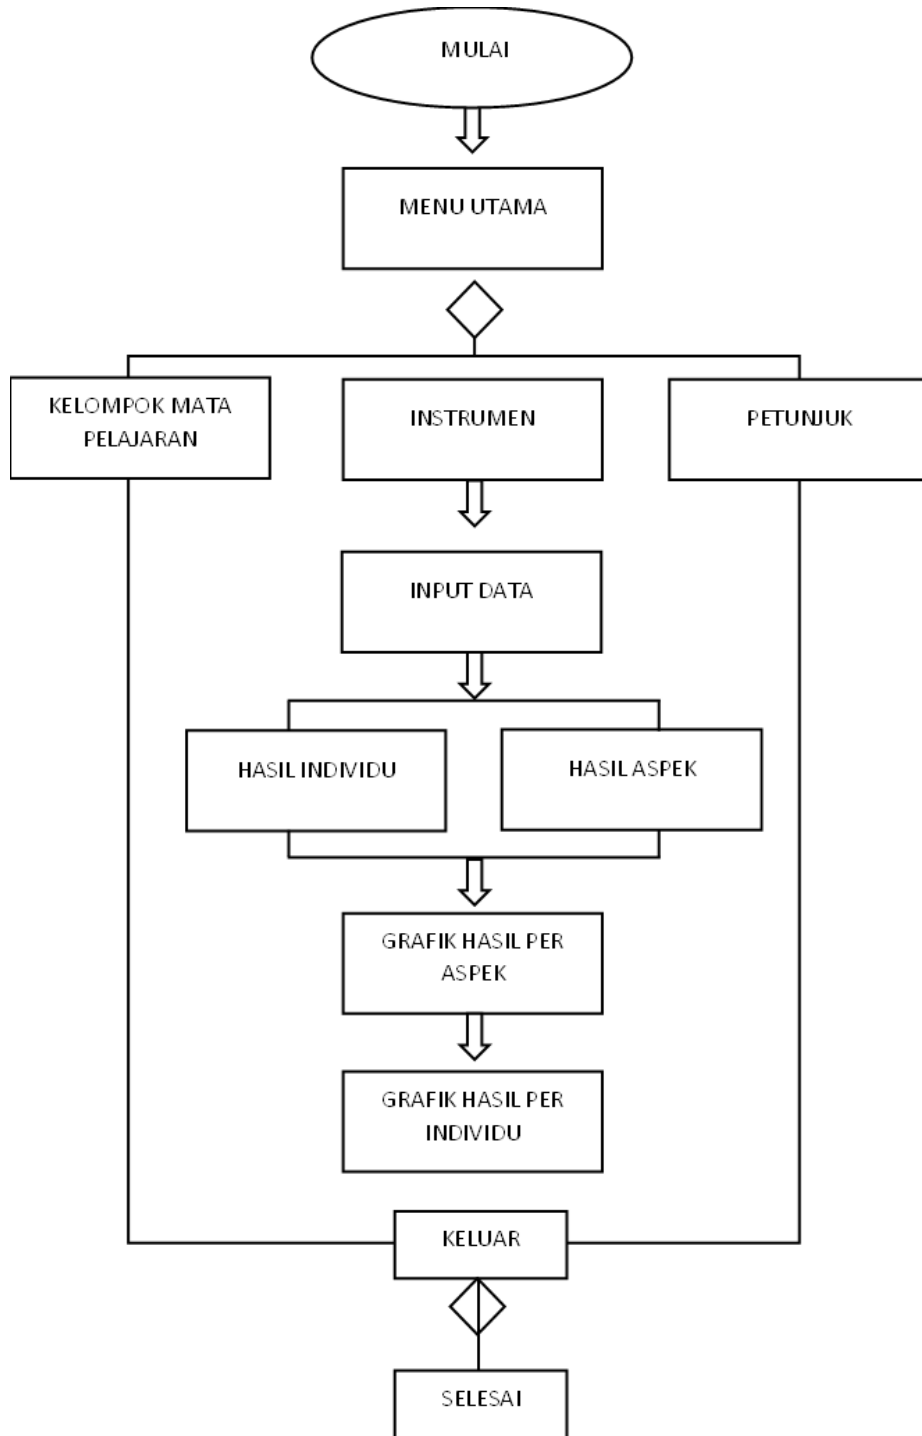 MULAI
MENU UTAMA
KELOMPOK MATA
PELAJARAN
INSTRUMEN
PETUNJUK
INPUT DATA
HASIL INDIVIDU
HASIL ASPEK
GRAFIK HASIL PER
ASPEK
GRAFIK HASIL PER
INDIVIDU
KELUAR
SELESAI